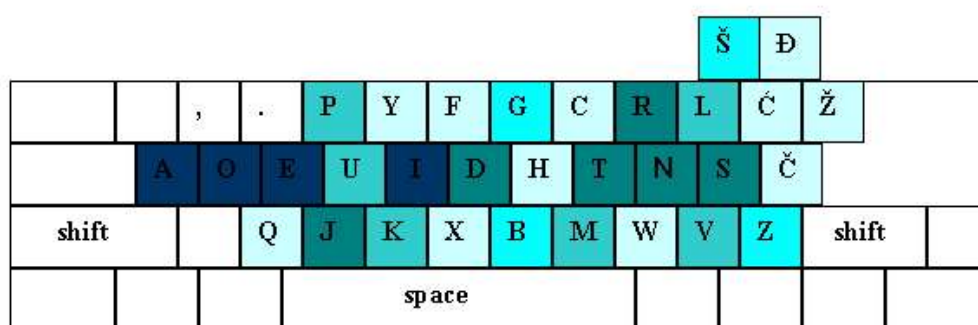 Š Đ
, . P Y F G C R L Ć Ž
A O E U I D H T N S Č
shift Q J K X B M W V Z shift
space